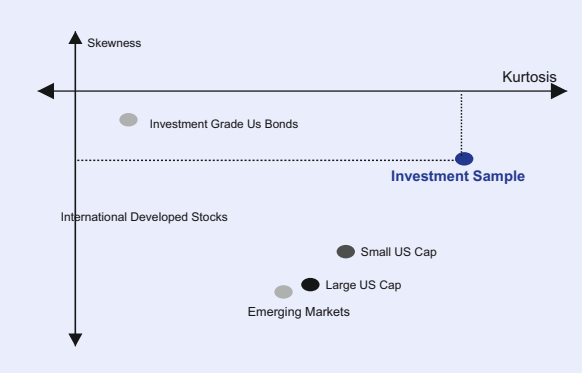 Skewness
Kurtosis
Investment Grade Us Bonds
Investment Sample
International Developed Stocks
Small US Cap
Large US Cap
Emerging Markets